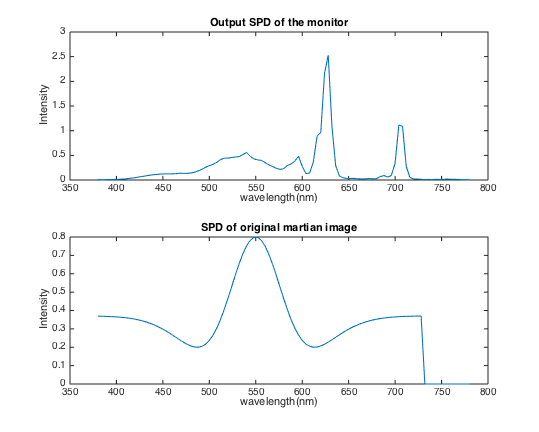 Output SPD of the monitor
3
2.5
2
1.5
1
0.5
0
Intensity
350 400 450 500 550 600 650 700 750 800
wavelength(nm)
SPD of original martian image
0.8
0.7
0.6
0.5
0.4
0.3
0.2
0.1
0
Intensity
350 400 450 500 550 600 650 700 750 800
wavelength(nm)